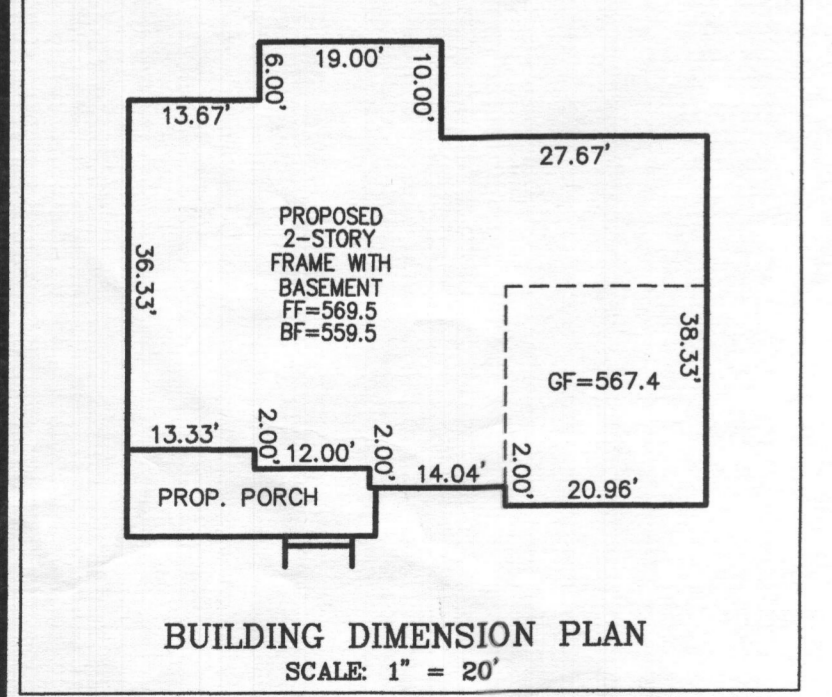 19.00'
6.00'
10.00'
13.67'
27.67'
PROPOSED
2-STORY
FRAME WITH
BASEMENT
FF=569.5
BF=559.5
36.33'
38.33'
GF=567.4
13.33'
2.00'
12.00'
2.00'
14.04'
2.00'
20.96'
PROP. PORCH
BUILDING DIMENSION PLAN
SCALE: 1" = 20'